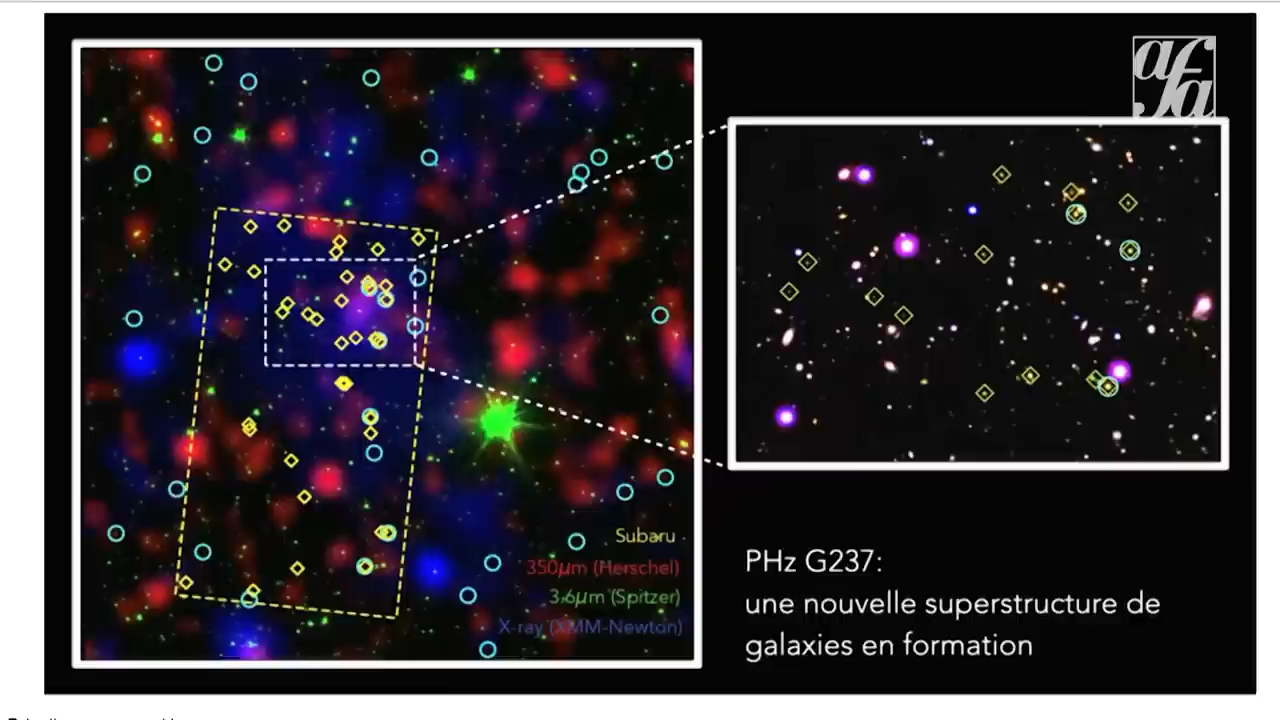 afa
Subaru
350µm (Herschel)
3.6µm (Spitzer)
X-ray (XMM-Newton)
PHz G237:
une nouvelle superstructure de
galaxies en formation